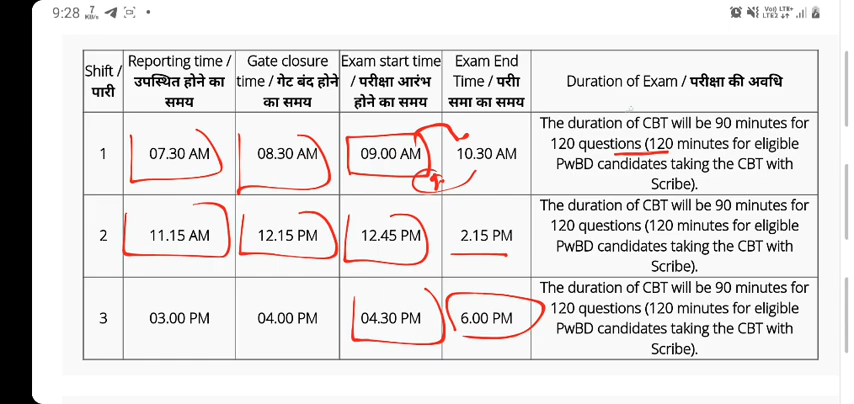 9:28 7 KB/s
Vo)) LTE+ LTE2
Shift / पारी
Reporting time / उपस्थित होने का समय
Gate closure time / गेट बंद होने का समय
Exam start time / परीक्षा आरंभ होने का समय
Exam End Time / परीा समा का समय
Duration of Exam / परीक्षा की अवधि
1
07.30 AM
08.30 AM
09.00 AM
10.30 AM
The duration of CBT will be 90 minutes for
120 questions (120 minutes for eligible
PwBD candidates taking the CBT with
Scribe).
2
11.15 AM
12.15 PM
12.45 PM
2.15 PM
The duration of CBT will be 90 minutes for
120 questions (120 minutes for eligible
PwBD candidates taking the CBT with
Scribe).
3
03.00 PM
04.00 PM
04.30 PM
6.00 PM
The duration of CBT will be 90 minutes for
120 questions (120 minutes for eligible
PwBD candidates taking the CBT with
Scribe).